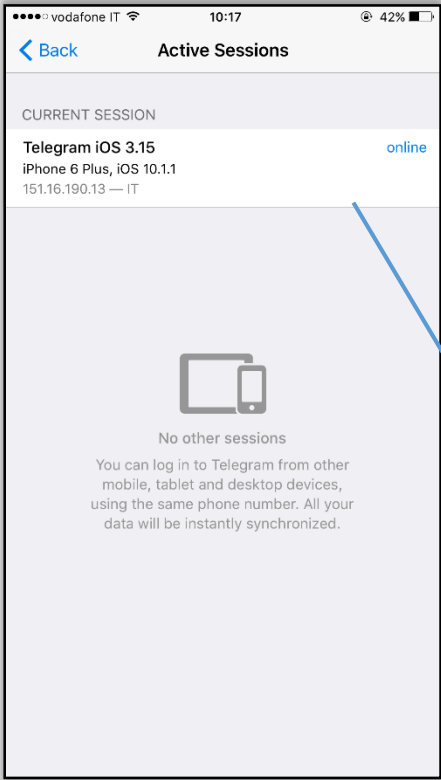 vodafone IT 10:17 42%
Back Active Sessions
CURRENT SESSION
Telegram iOS 3.15 online
iPhone 6 Plus, iOS 10.1.1
151.16.190.13 — IT
No other sessions
You can log in to Telegram from other
mobile, tablet and desktop devices,
using the same phone number. All your
data will be instantly synchronized.